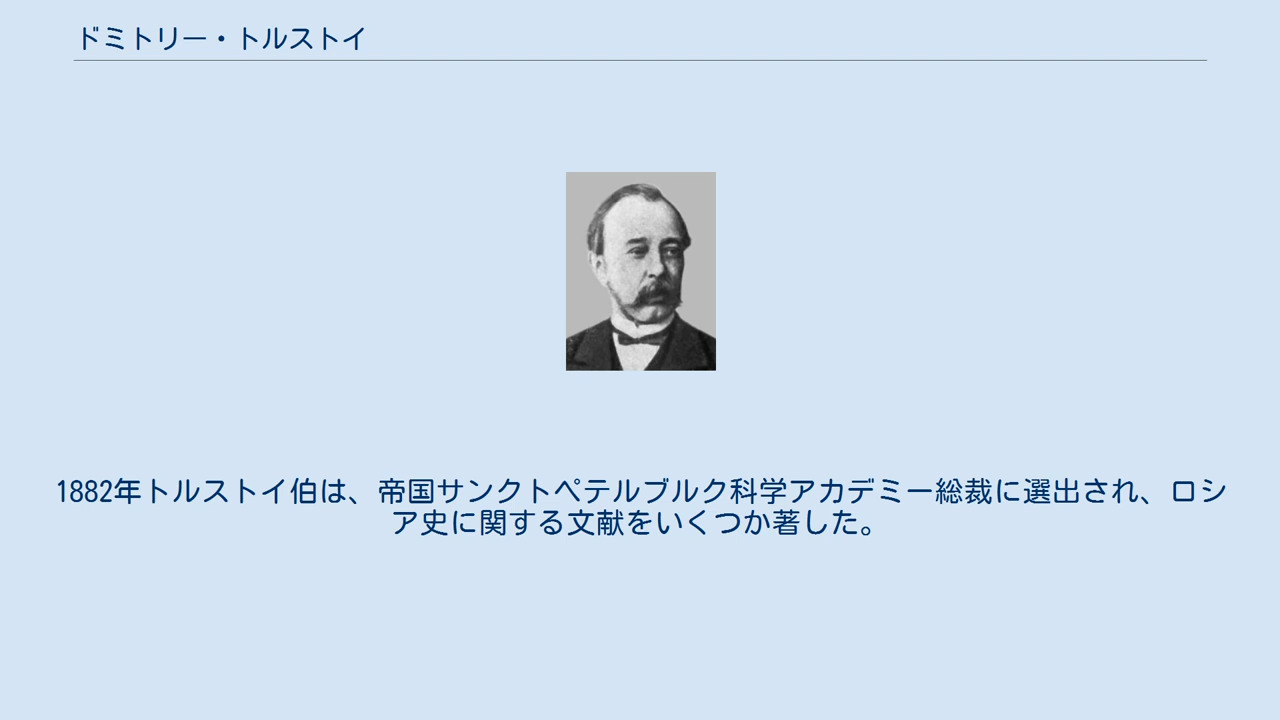 ドミトリー・トルストイ
1882年トルストイ伯は、帝国サンクトペテルブルク科学アカデミー総裁に選出され、ロシ
ア史に関する文献をいくつか著した。